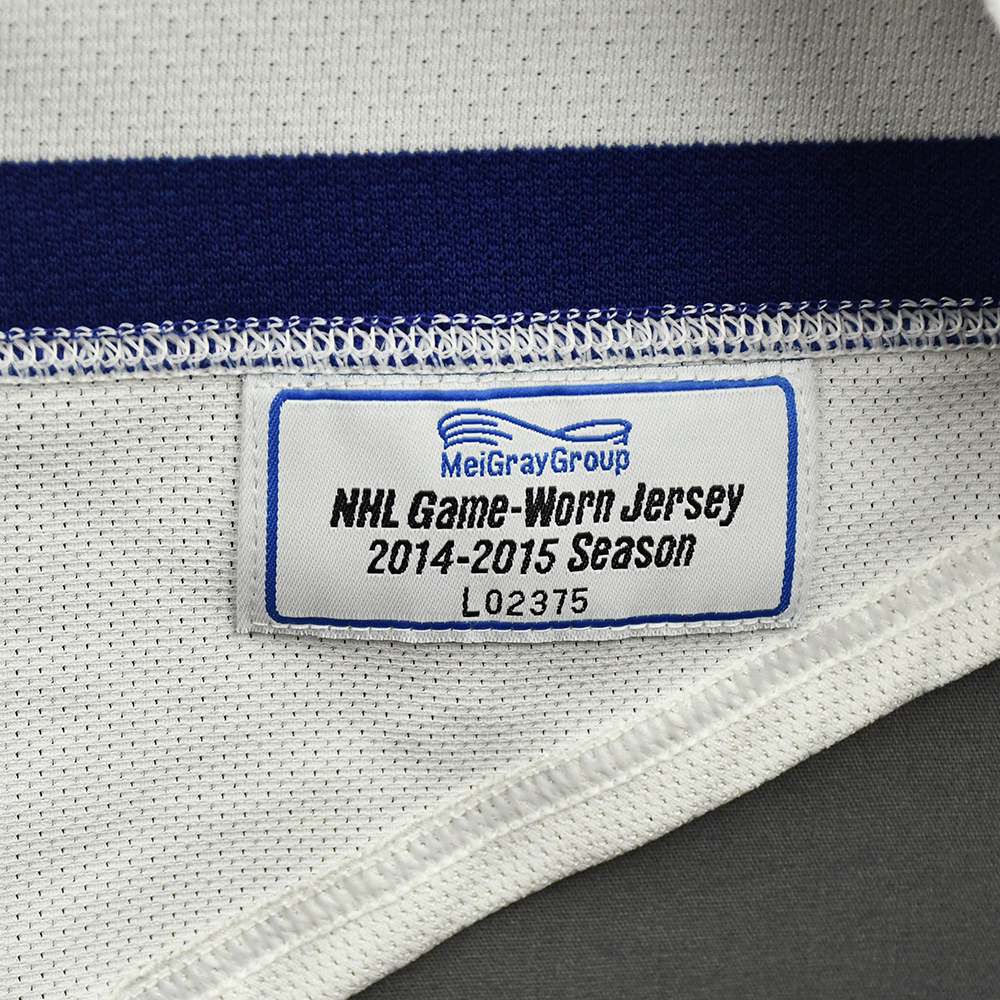 MeiGrayGroup
NHL Game-Worn Jersey
2014-2015 Season
L02375